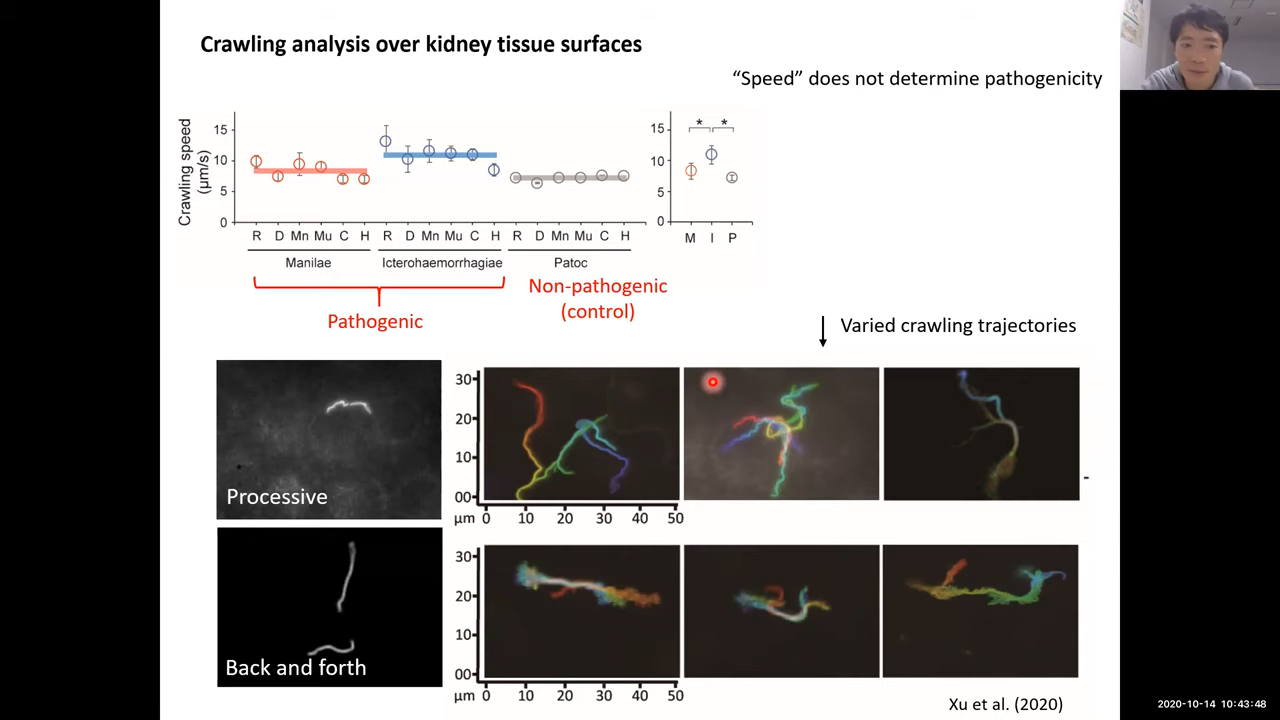 Crawling analysis over kidney tissue surfaces
“Speed” does not determine pathogenicity
Crawling speed
(μm/s)
15
10
5
0
R D Mn Mu C H R D Mn Mu C H R D Mn Mu C H
Manilae Icterohaemorrhagiae Patoc
* *
15
10
5
0
M I P
Pathogenic
Non-pathogenic
(control)
Varied crawling trajectories
Processive
30
20
10
00
μm 0 10 20 30 40 50
-
Back and forth
30
20
10
00
μm 0 10 20 30 40 50
Xu et al. (2020)
2020-10-14 10:43:48